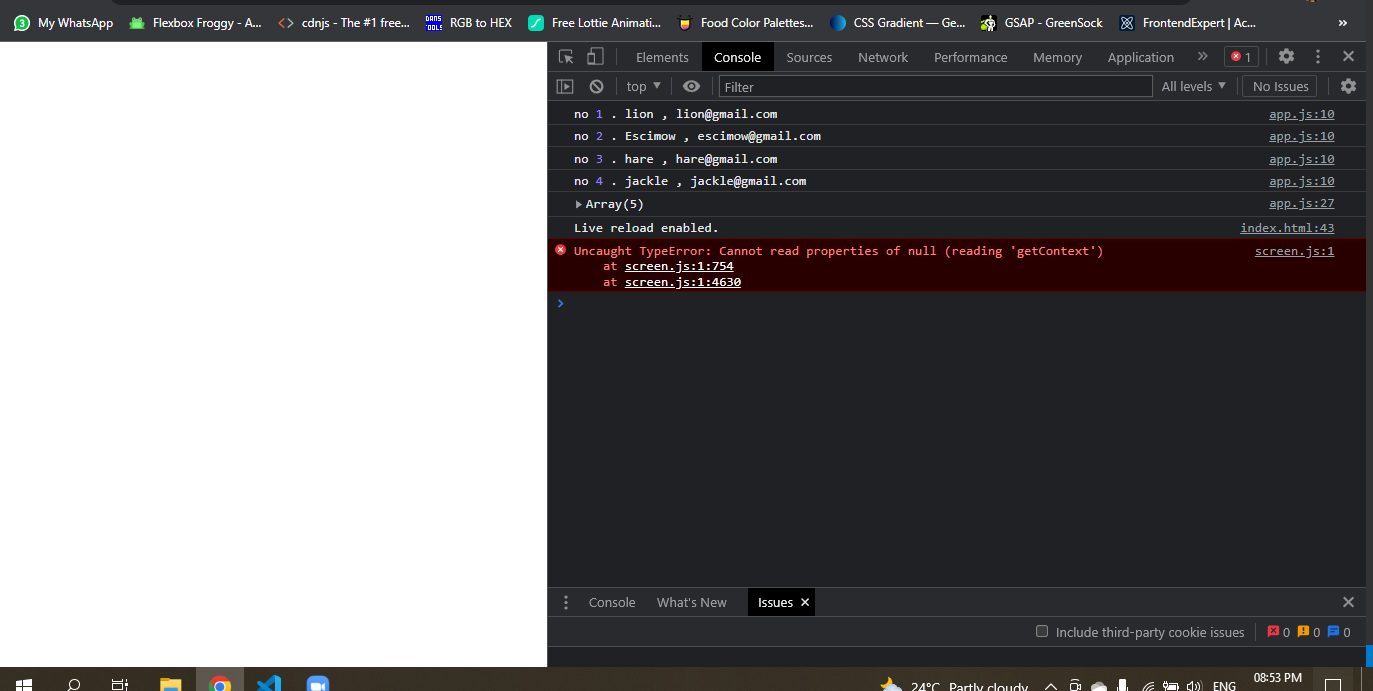 3 My WhatsApp Flexbox Froggy - A... <> cdnjs - The #1 free... DANS TOOLS RGB to HEX Free Lottie Animati... Food Color Palettes... CSS Gradient — Ge... GSAP - GreenSock FrontendExpert | Ac... »
Elements Console Sources Network Performance Memory Application » 1
top Filter All levels No Issues
no 1 . lion , lion@gmail.com app.js:10
no 2 . Escimow , escimow@gmail.com app.js:10
no 3 . hare , hare@gmail.com app.js:10
no 4 . jackle , jackle@gmail.com app.js:10
Array(5) app.js:27
Live reload enabled. index.html:43
Uncaught TypeError: Cannot read properties of null (reading 'getContext') screen.js:1
at screen.js:1:754
at screen.js:1:4630
Console What's New Issues
Include third-party cookie issues 0 0 0
24°C Partly cloudy ENG 08:53 PM